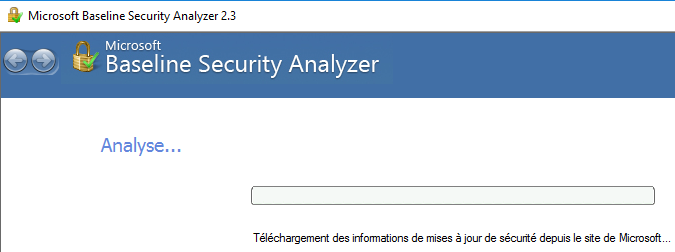 Microsoft Baseline Security Analyzer 2.3
Microsoft
Baseline Security Analyzer
Analyse...
Téléchargement des informations de mises à jour de sécurité depuis le site de Microsoft...